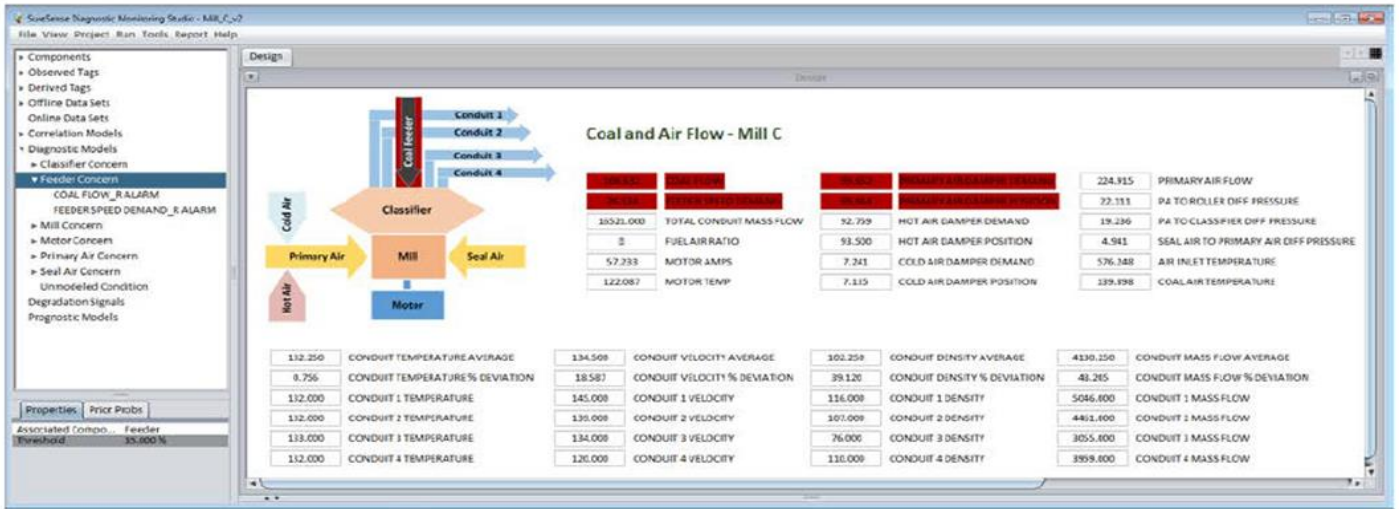 SureSense Diagnostic Monitoring Studio - Mill_C_v2
File View Project Run Tools Report Help
Components
Observed Tags
Derived Tags
Offline Data Sets
Online Data Sets
Correlation Models
Diagnostic Models
Classifier Concern
Feeder Concern
COAL FLOW_R ALARM
FEEDER SPEED DEMAND_R ALARM
Mill Concern
Motor Concern
Primary Air Concern
Seal Air Concern
Unmodeled Condition
Degradation Signals
Prognostic Models
Properties Prior Probs
Associated Compo... Feeder
Threshold 35.000 %
Design
Design
Coal feeder
Conduit 1
Conduit 2
Conduit 3
Conduit 4
Cold Air
Classifier
Primary Air
Mill
Seal Air
Hot Air
Motor
Coal and Air Flow - Mill C
COAL FLOW PRIMARY AIR DAMPER DEMAND 224.915 PRIMARY AIR FLOW
FEEDER SPEED DEMAND PRIMARY AIR DAMPER POSITION PA TO ROLLER DIFF PRESSURE
16521.000 TOTAL CONDUIT MASS FLOW 92.759 HOT AIR DAMPER DEMAND 19.236 PA TO CLASSIFIER DIFF PRESSURE
FUEL AIR RATIO 93.500 HOT AIR DAMPER POSITION 4.941 SEAL AIR TO PRIMARY AIR DIFF PRESSURE
57.233 MOTOR AMPS 7.241 COLD AIR DAMPER DEMAND 576.248 AIR INLET TEMPERATURE
122.087 MOTOR TEMP 7.115 COLD AIR DAMPER POSITION 139.898 COAL AIR TEMPERATURE
132.250 CONDUIT TEMPERATURE AVERAGE 134.500 CONDUIT VELOCITY AVERAGE 102.250 CONDUIT DENSITY AVERAGE 4130.250 CONDUIT MASS FLOW AVERAGE
0.756 CONDUIT TEMPERATURE % DEVIATION 18.587 CONDUIT VELOCITY % DEVIATION 39.120 CONDUIT DENSITY % DEVIATION 48.205 CONDUIT MASS FLOW % DEVIATION
132.000 CONDUIT 1 TEMPERATURE 145.000 CONDUIT 1 VELOCITY 116.000 CONDUIT 1 DENSITY 5046.000 CONDUIT 1 MASS FLOW
132.000 CONDUIT 2 TEMPERATURE 139.000 CONDUIT 2 VELOCITY 107.000 CONDUIT 2 DENSITY 4461.000 CONDUIT 2 MASS FLOW
133.000 CONDUIT 3 TEMPERATURE 134.000 CONDUIT 3 VELOCITY 76.000 CONDUIT 3 DENSITY 3055.000 CONDUIT 3 MASS FLOW
132.000 CONDUIT 4 TEMPERATURE 120.000 CONDUIT 4 VELOCITY 110.000 CONDUIT 4 DENSITY 3959.000 CONDUIT 4 MASS FLOW